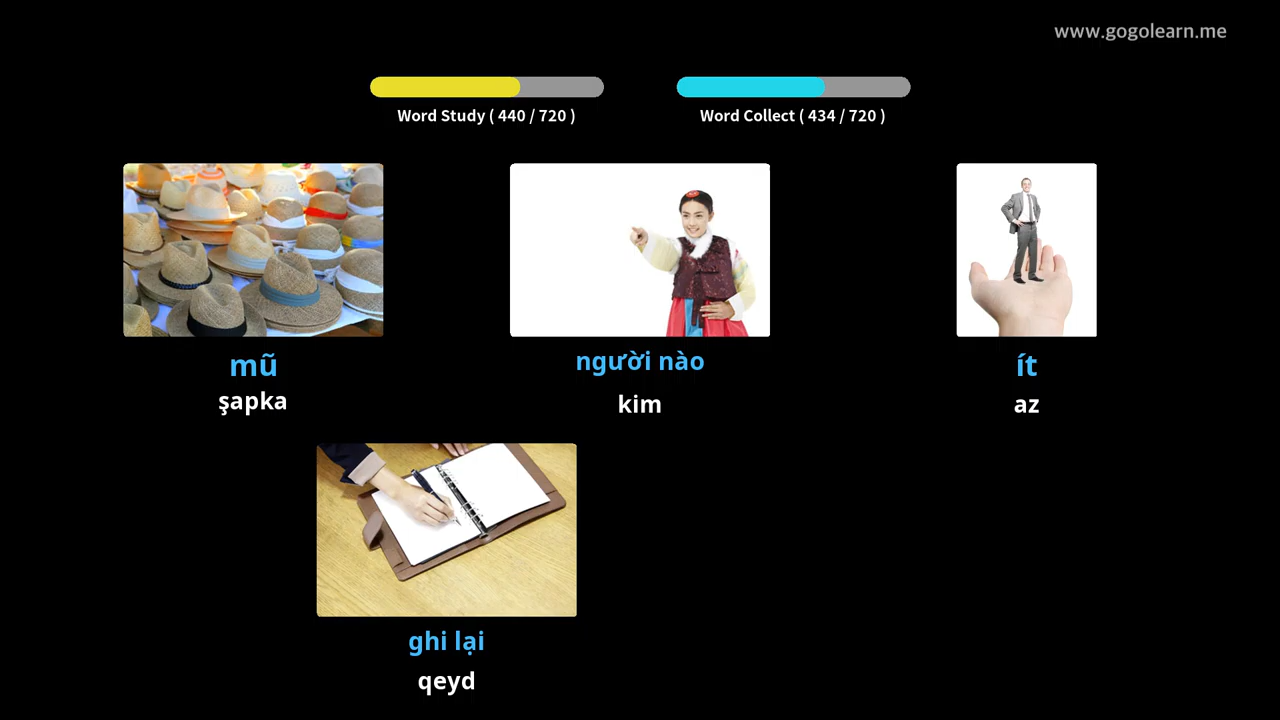 www.gogolearn.me
Word Study ( 440 / 720 )
Word Collect ( 434 / 720 )
mũ
şapka
người nào
kim
ít
az
ghi lại
qeyd